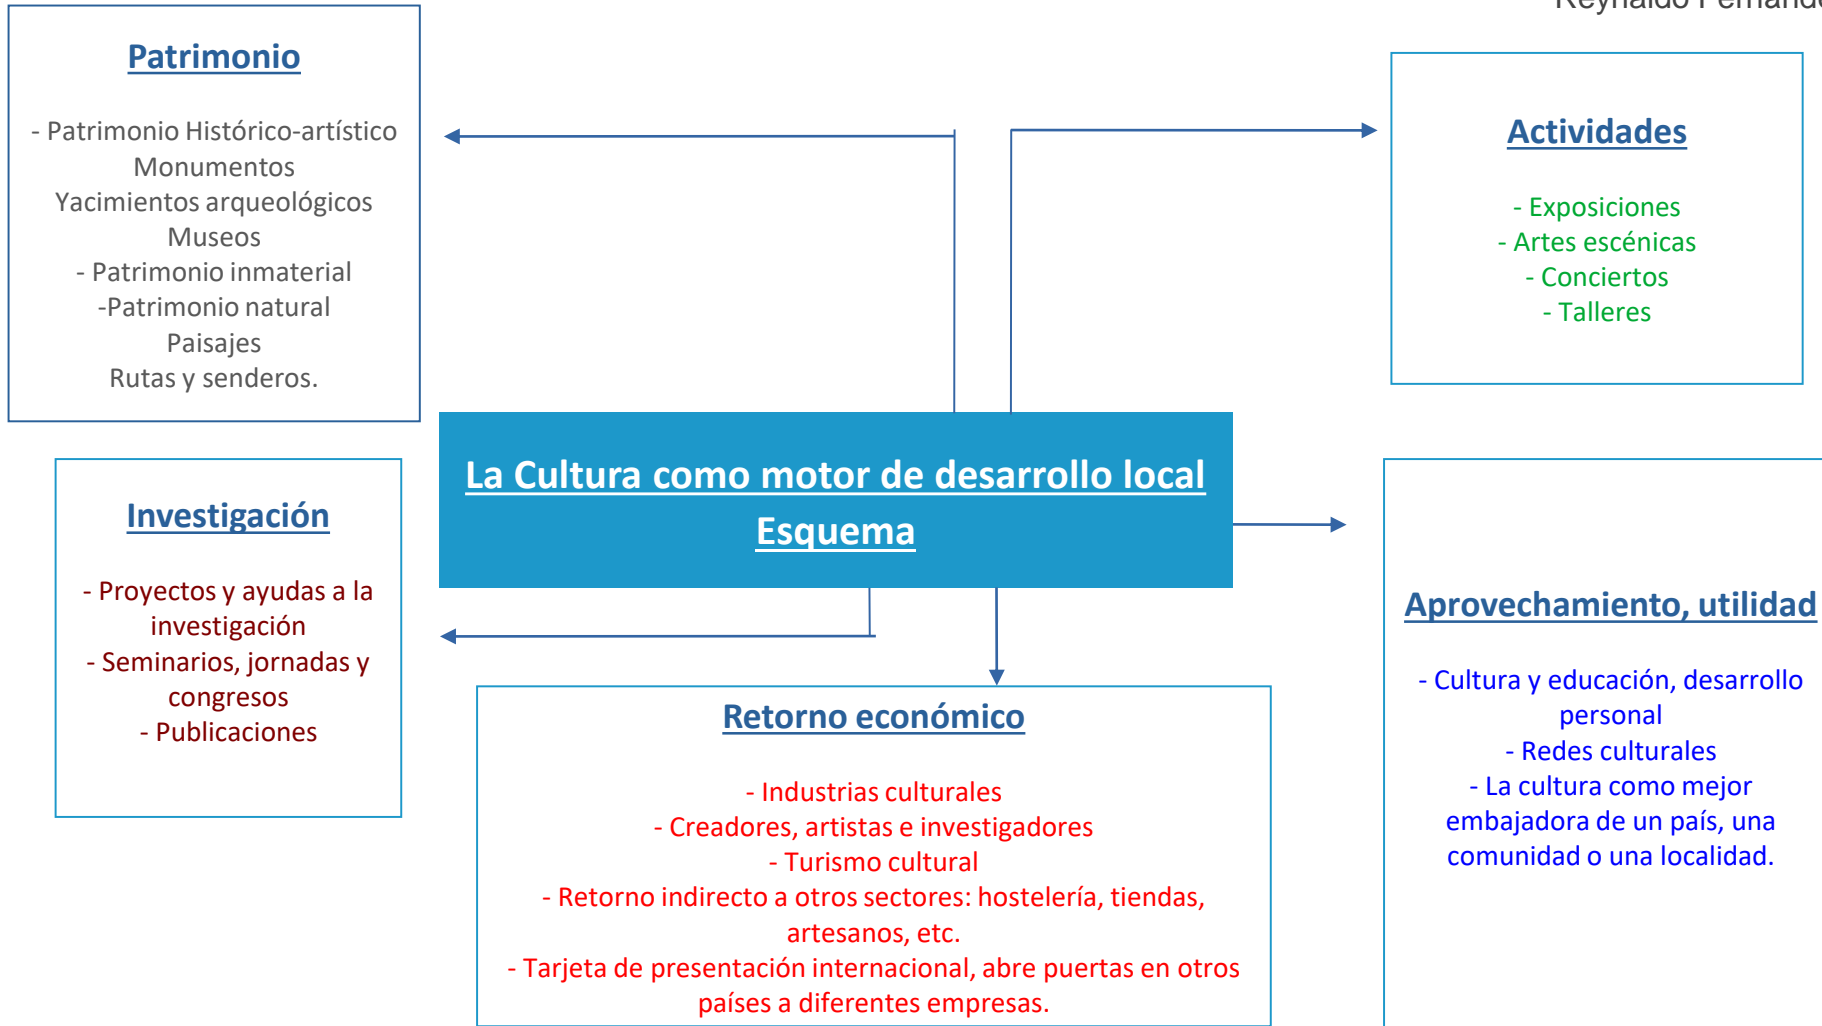 Reynaldo
Patrimonio
- Patrimonio Histórico-artístico
Monumentos
Yacimientos arqueológicos
Museos
- Patrimonio inmaterial
-Patrimonio natural
Paisajes
Rutas y senderos.
Actividades
- Exposiciones
- Artes escénicas
- Conciertos
- Talleres
La Cultura como motor de desarrollo local
Esquema
Investigación
- Proyectos y ayudas a la
investigación
- Seminarios, jornadas y
congresos
- Publicaciones
Retorno económico
- Industrias culturales
- Creadores, artistas e investigadores
- Turismo cultural
- Retorno indirecto a otros sectores: hostelería, tiendas,
artesanos, etc.
- Tarjeta de presentación internacional, abre puertas en otros
países a diferentes empresas.
Aprovechamiento, utilidad
- Cultura y educación, desarrollo
personal
- Redes culturales
- La cultura como mejor
embajadora de un país, una
comunidad o una localidad.